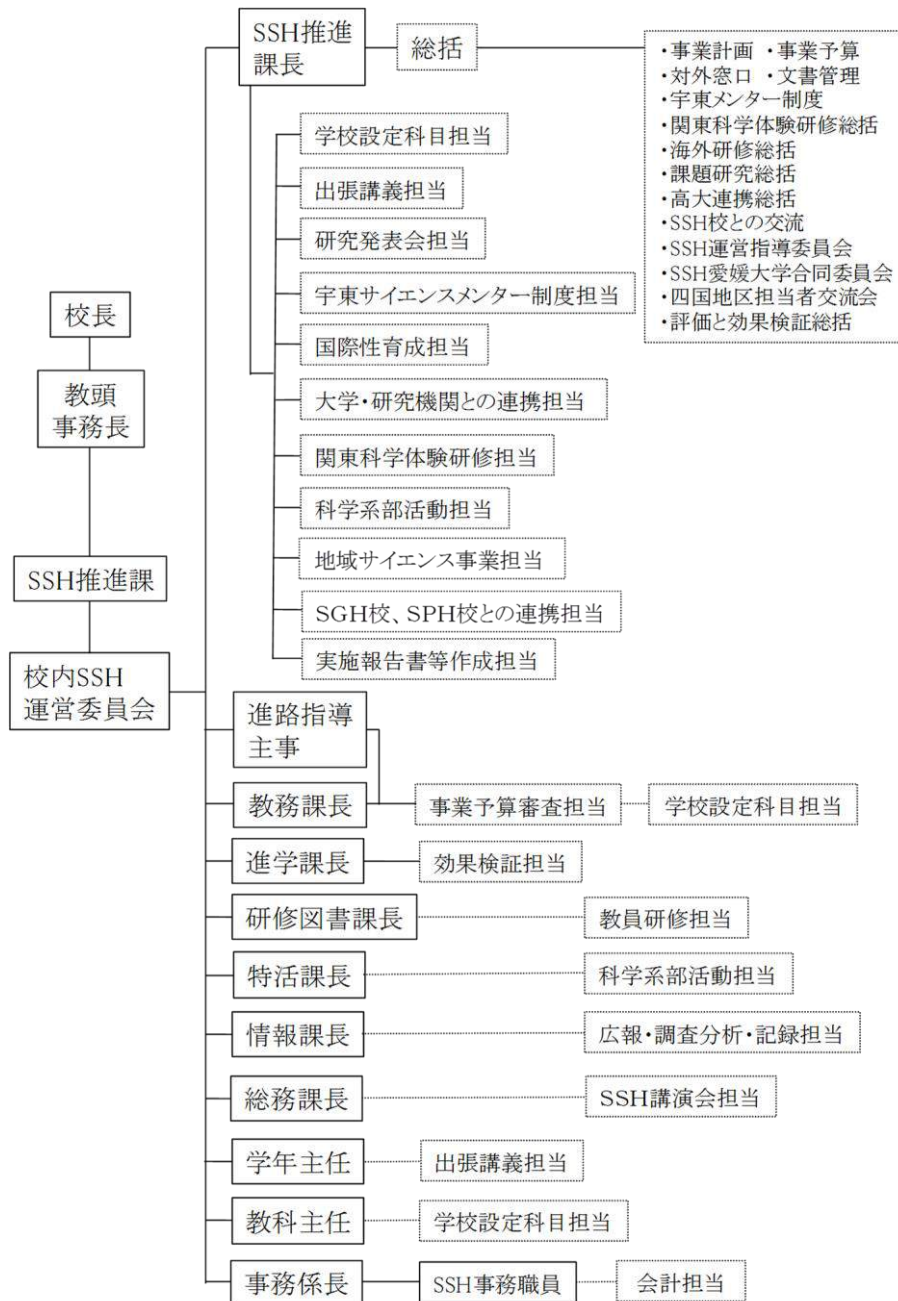 SSH推進
課長
総括
・事業計画 ・事業予算
・対外窓口 ・文書管理
・宇東メンター制度
・関東科学体験研修総括
・海外研修総括
・課題研究総括
・高大連携総括
・SSH校との交流
・SSH運営指導委員会
・SSH愛媛大学合同委員会
・四国地区担当者交流会
・評価と効果検証総括
学校設定科目担当
出張講義担当
研究発表会担当
宇東サイエンスメンター制度担当
国際性育成担当
大学・研究機関との連携担当
関東科学体験研修担当
科学系部活動担当
地域サイエンス事業担当
SGH校、SPH校との連携担当
実施報告書等作成担当
校長
教頭
事務長
SSH推進課
校内SSH
運営委員会
進路指導
主事
教務課長
事業予算審査担当
学校設定科目担当
進学課長
効果検証担当
研修図書課長
教員研修担当
特活課長
科学系部活動担当
情報課長
広報・調査分析・記録担当
総務課長
SSH講演会担当
学年主任
出張講義担当
教科主任
学校設定科目担当
事務係長
SSH事務職員
会計担当